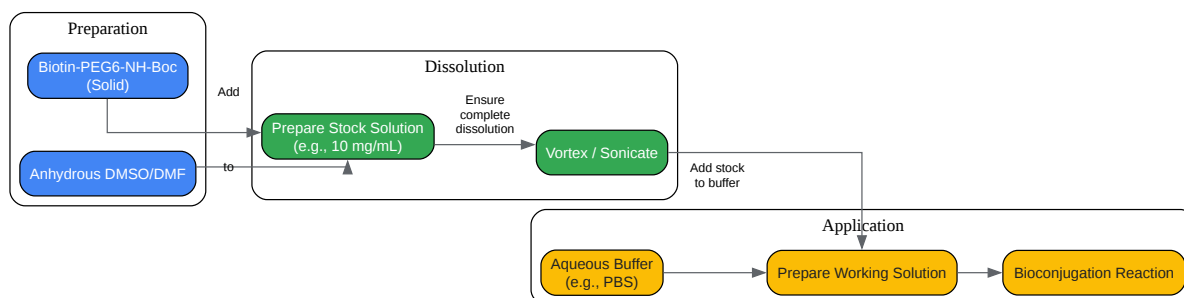 Preparation
Biotin-PEG6-NH-Boc
(Solid)
Anhydrous DMSO/DMF
Add
to
Dissolution
Prepare Stock Solution
(e.g., 10 mg/mL)
Ensure
complete
dissolution
Vortex / Sonicate
Add stock
to buffer
Application
Aqueous Buffer
(e.g., PBS)
Prepare Working Solution
Bioconjugation Reaction